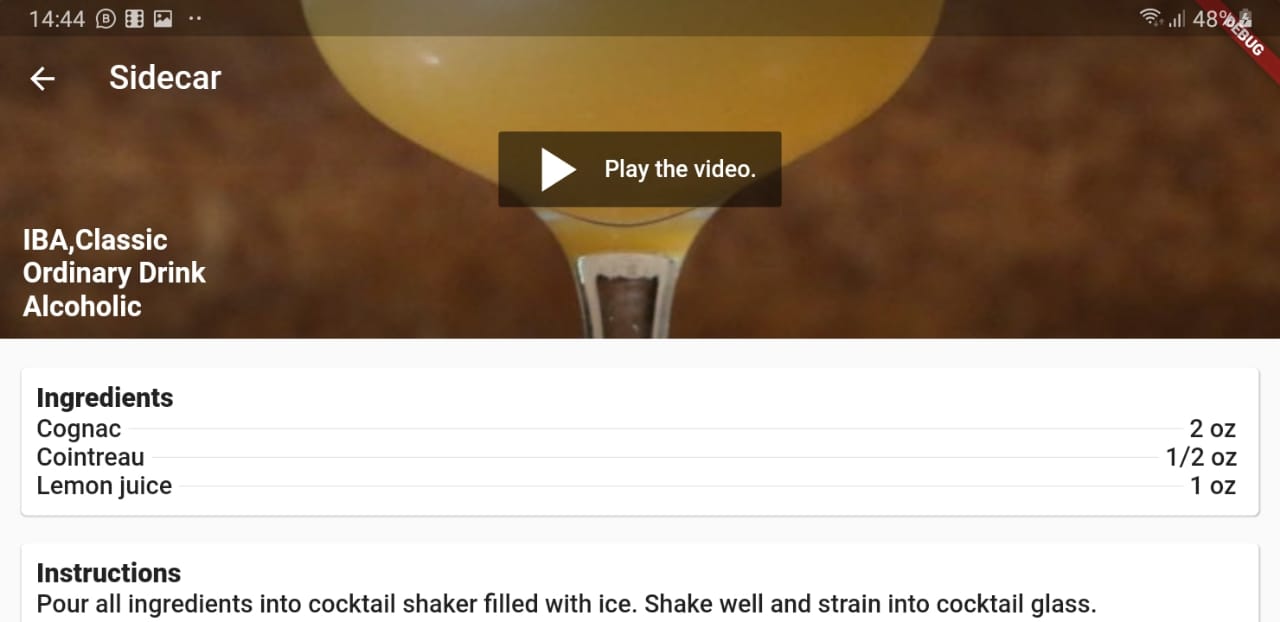 14:44
48%
DEBUG
Sidecar
Play the video.
IBA,Classic
Ordinary Drink
Alcoholic
Ingredients
Cognac 2 oz
Cointreau 1/2 oz
Lemon juice 1 oz
Instructions
Pour all ingredients into cocktail shaker filled with ice. Shake well and strain into cocktail glass.